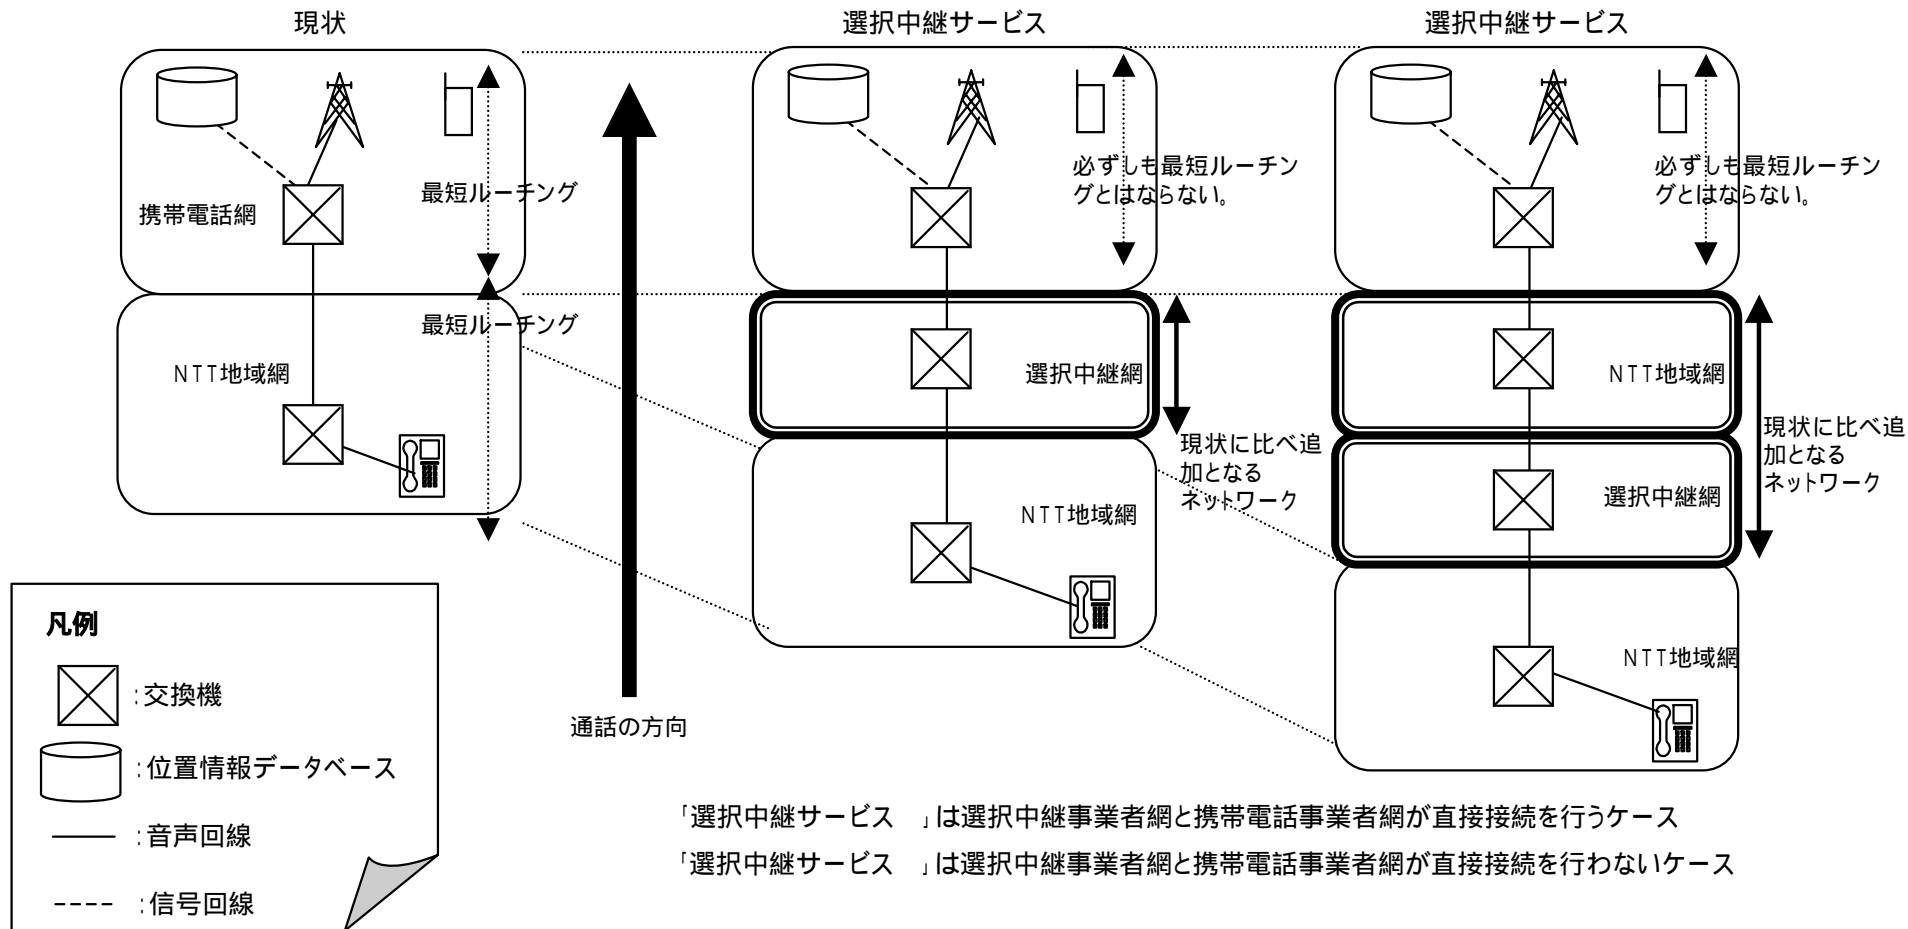 現状
選択中継サービス
選択中継サービス
最短ルーチング
携帯電話網
最短ルーチング
NTT地域網
通話の方向
必ずしも最短ルーチン
グとはならない。
選択中継網
現状に比べ追
加となる
ネットワーク
NTT地域網
必ずしも最短ルーチン
グとはならない。
NTT地域網
現状に比べ追
加となる
ネットワーク
選択中継網
NTT地域網
凡例
:交換機
:位置情報データベース
:音声回線
:信号回線
「選択中継サービス　」は選択中継事業者網と携帯電話事業者網が直接接続を行うケース
「選択中継サービス　」は選択中継事業者網と携帯電話事業者網が直接接続を行わないケース